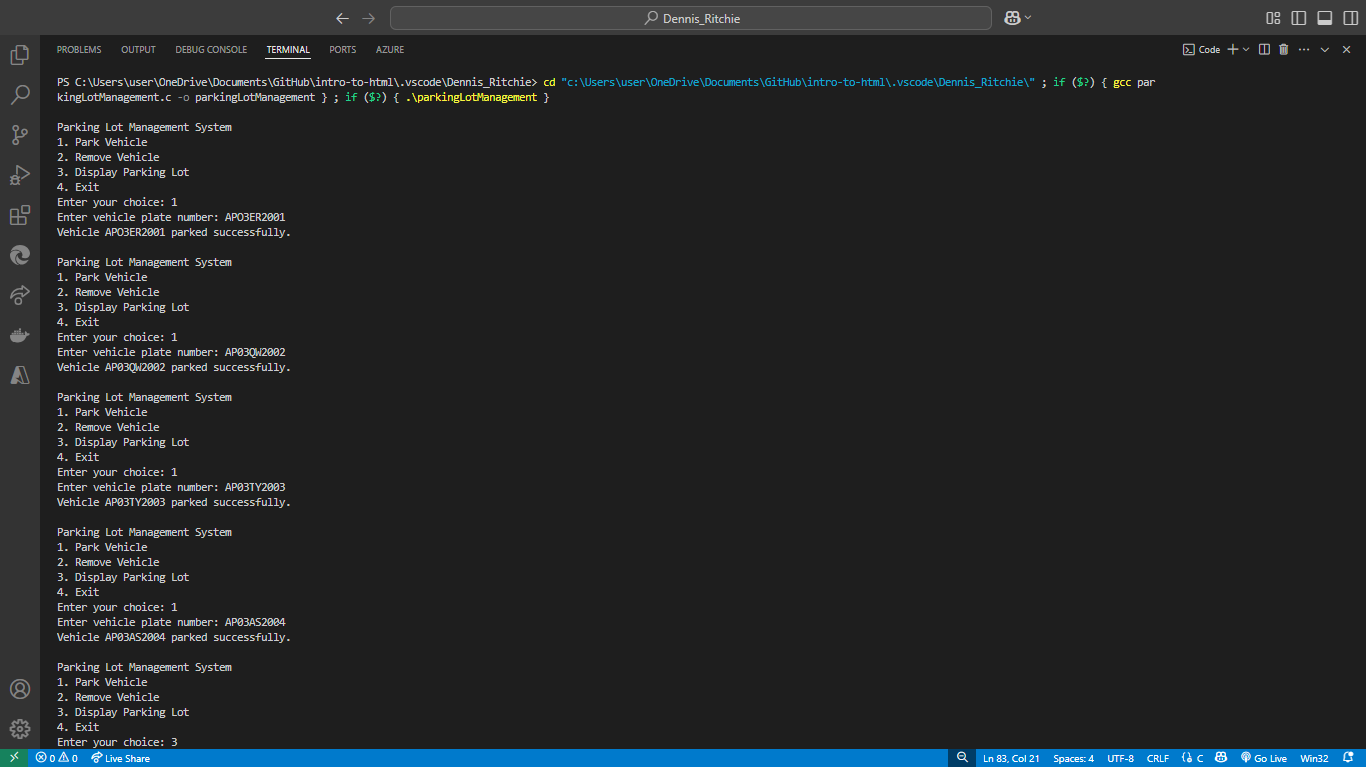 Dennis_Ritchie
PROBLEMS OUTPUT DEBUG CONSOLE TERMINAL PORTS AZURE
Code
PS C:\Users\user\OneDrive\Documents\GitHub\intro-to-html\.vscode\Dennis_Ritchie> cd "c:\Users\user\OneDrive\Documents\GitHub\intro-to-html\.vscode\Dennis_Ritchie\" ; if ($?) { gcc par
kingLotManagement.c -o parkingLotManagement } ; if ($?) { .\parkingLotManagement }
Parking Lot Management System
1. Park Vehicle
2. Remove Vehicle
3. Display Parking Lot
4. Exit
Enter your choice: 1
Enter vehicle plate number: APO3ER2001
Vehicle APO3ER2001 parked successfully.
Parking Lot Management System
1. Park Vehicle
2. Remove Vehicle
3. Display Parking Lot
4. Exit
Enter your choice: 1
Enter vehicle plate number: AP03QW2002
Vehicle AP03QW2002 parked successfully.
Parking Lot Management System
1. Park Vehicle
2. Remove Vehicle
3. Display Parking Lot
4. Exit
Enter your choice: 1
Enter vehicle plate number: AP03TY2003
Vehicle AP03TY2003 parked successfully.
Parking Lot Management System
1. Park Vehicle
2. Remove Vehicle
3. Display Parking Lot
4. Exit
Enter your choice: 1
Enter vehicle plate number: AP03AS2004
Vehicle AP03AS2004 parked successfully.
Parking Lot Management System
1. Park Vehicle
2. Remove Vehicle
3. Display Parking Lot
4. Exit
Enter your choice: 3
0 0 Live Share Ln 83, Col 21 Spaces: 4 UTF-8 CRLF {} C Go Live Win32